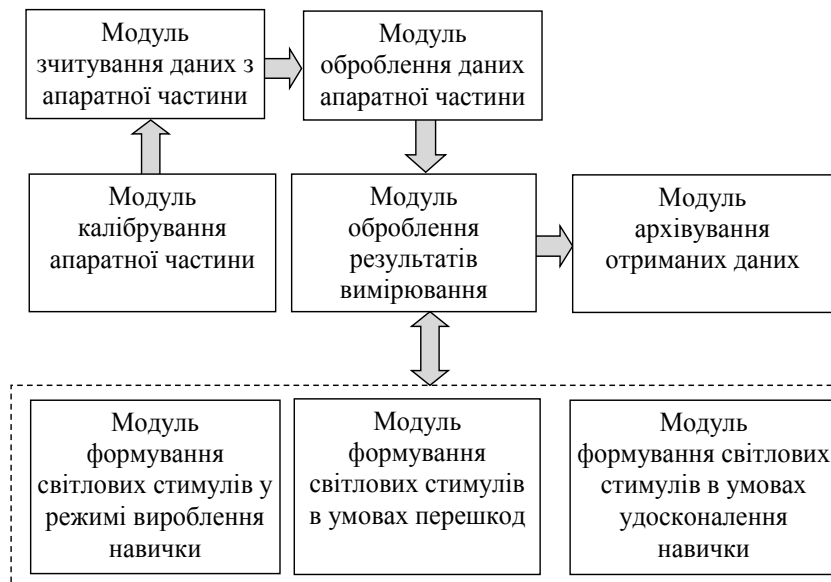 Модуль
зчитування даних з
апаратної частини
Модуль
оброблення даних
апаратної частини
Модуль
калібрування
апаратної частини
Модуль
оброблення
результатів
вимірювання
Модуль
архівування
отриманих даних
Модуль
формування
світлових стимулів у
режимі вироблення
навички
Модуль
формування
світлових стимулів
в умовах перешкод
Модуль
формування світлових
стимулів в умовах
удосконалення
навички